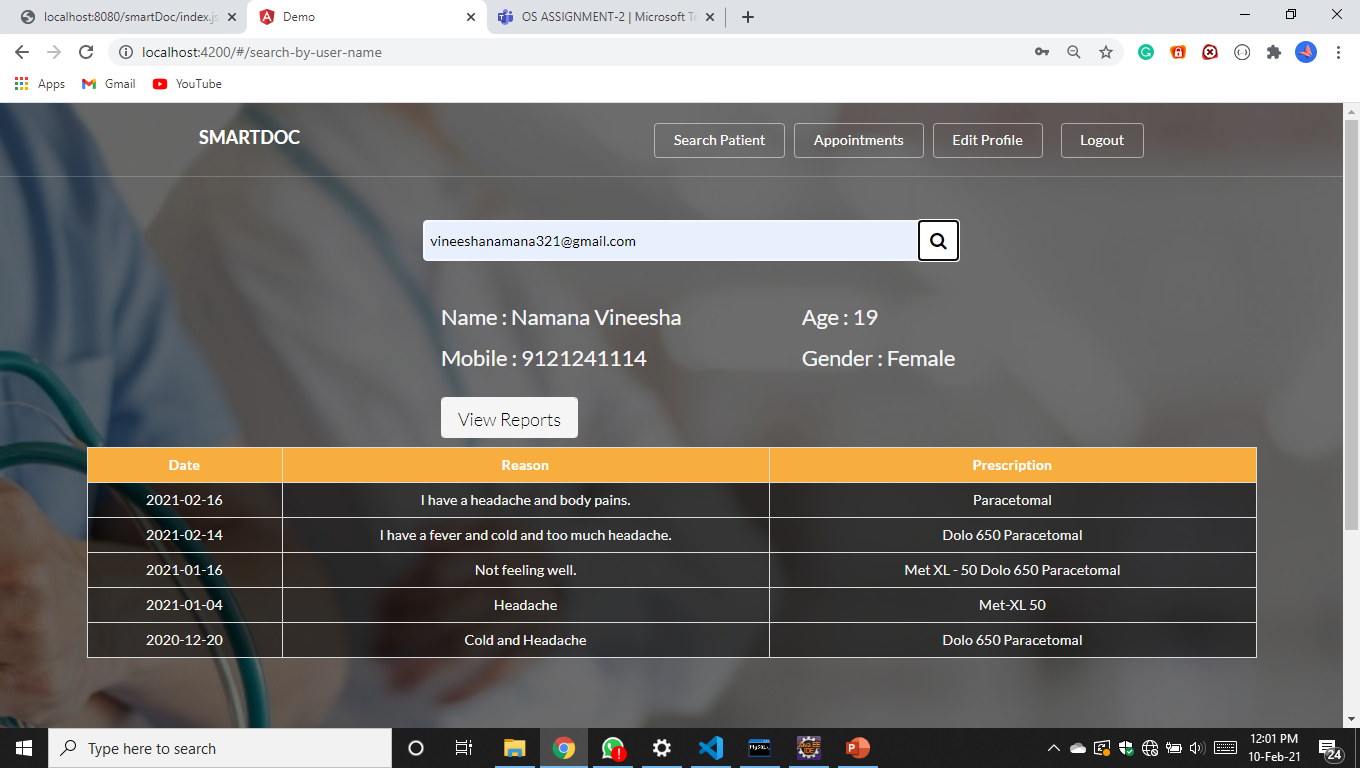 localhost:8080/smartDoc/index.js
Demo
OS ASSIGNMENT-2 | Microsoft Te
localhost:4200/#/search-by-user-name
Apps
Gmail
YouTube
SMARTDOC
Search Patient
Appointments
Edit Profile
Logout
vineeshanamana321@gmail.com
Name : Namana Vineesha
Age : 19
Mobile : 9121241114
Gender : Female
View Reports
Date Reason Prescription
2021-02-16 I have a headache and body pains. Paracetomal
2021-02-14 I have a fever and cold and too much headache. Dolo 650 Paracetomal
2021-01-16 Not feeling well. Met XL - 50 Dolo 650 Paracetomal
2021-01-04 Headache Met-XL 50
2020-12-20 Cold and Headache Dolo 650 Paracetomal
Type here to search
12:01 PM
10-Feb-21
24